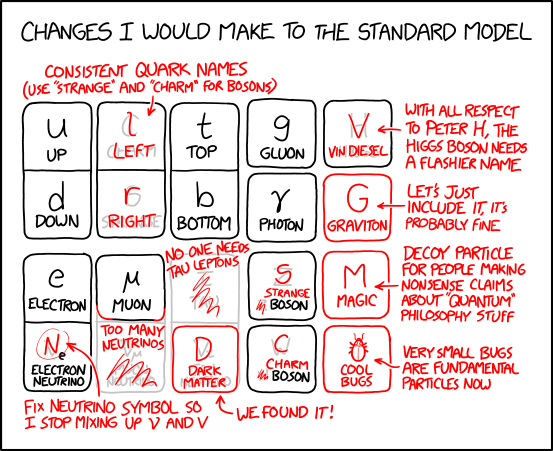 CHANGES I WOULD MAKE TO THE STANDARD MODEL
CONSISTENT QUARK NAMES
(USE "STRANGE" AND "CHARM" FOR BOSONS)
u
UP
l
LEFT
t
TOP
g
GLUON
V
VIN DIESEL
WITH ALL RESPECT
TO PETER H, THE
HIGGS BOSON NEEDS
A FLASHIER NAME
d
DOWN
r
RIGHT
b
BOTTOM
γ
PHOTON
G
GRAVITON
LET'S JUST
INCLUDE IT, IT'S
PROBABLY FINE
e
ELECTRON
μ
MUON
NO ONE NEEDS
TAU LEPTONS
S
STRANGE
BOSON
M
MAGIC
DECOY PARTICLE
FOR PEOPLE MAKING
NONSENSE CLAIMS
ABOUT "QUANTUM"
PHILOSOPHY STUFF
Ne
ELECTRON
NEUTRINO
TOO MANY
NEUTRINOS
D
DARK
MATTER
C
CHARM
BOSON
COOL
BUGS
VERY SMALL BUGS
ARE FUNDAMENTAL
PARTICLES NOW
FIX NEUTRINO SYMBOL SO
I STOP MIXING UP ν AND V
WE FOUND IT!